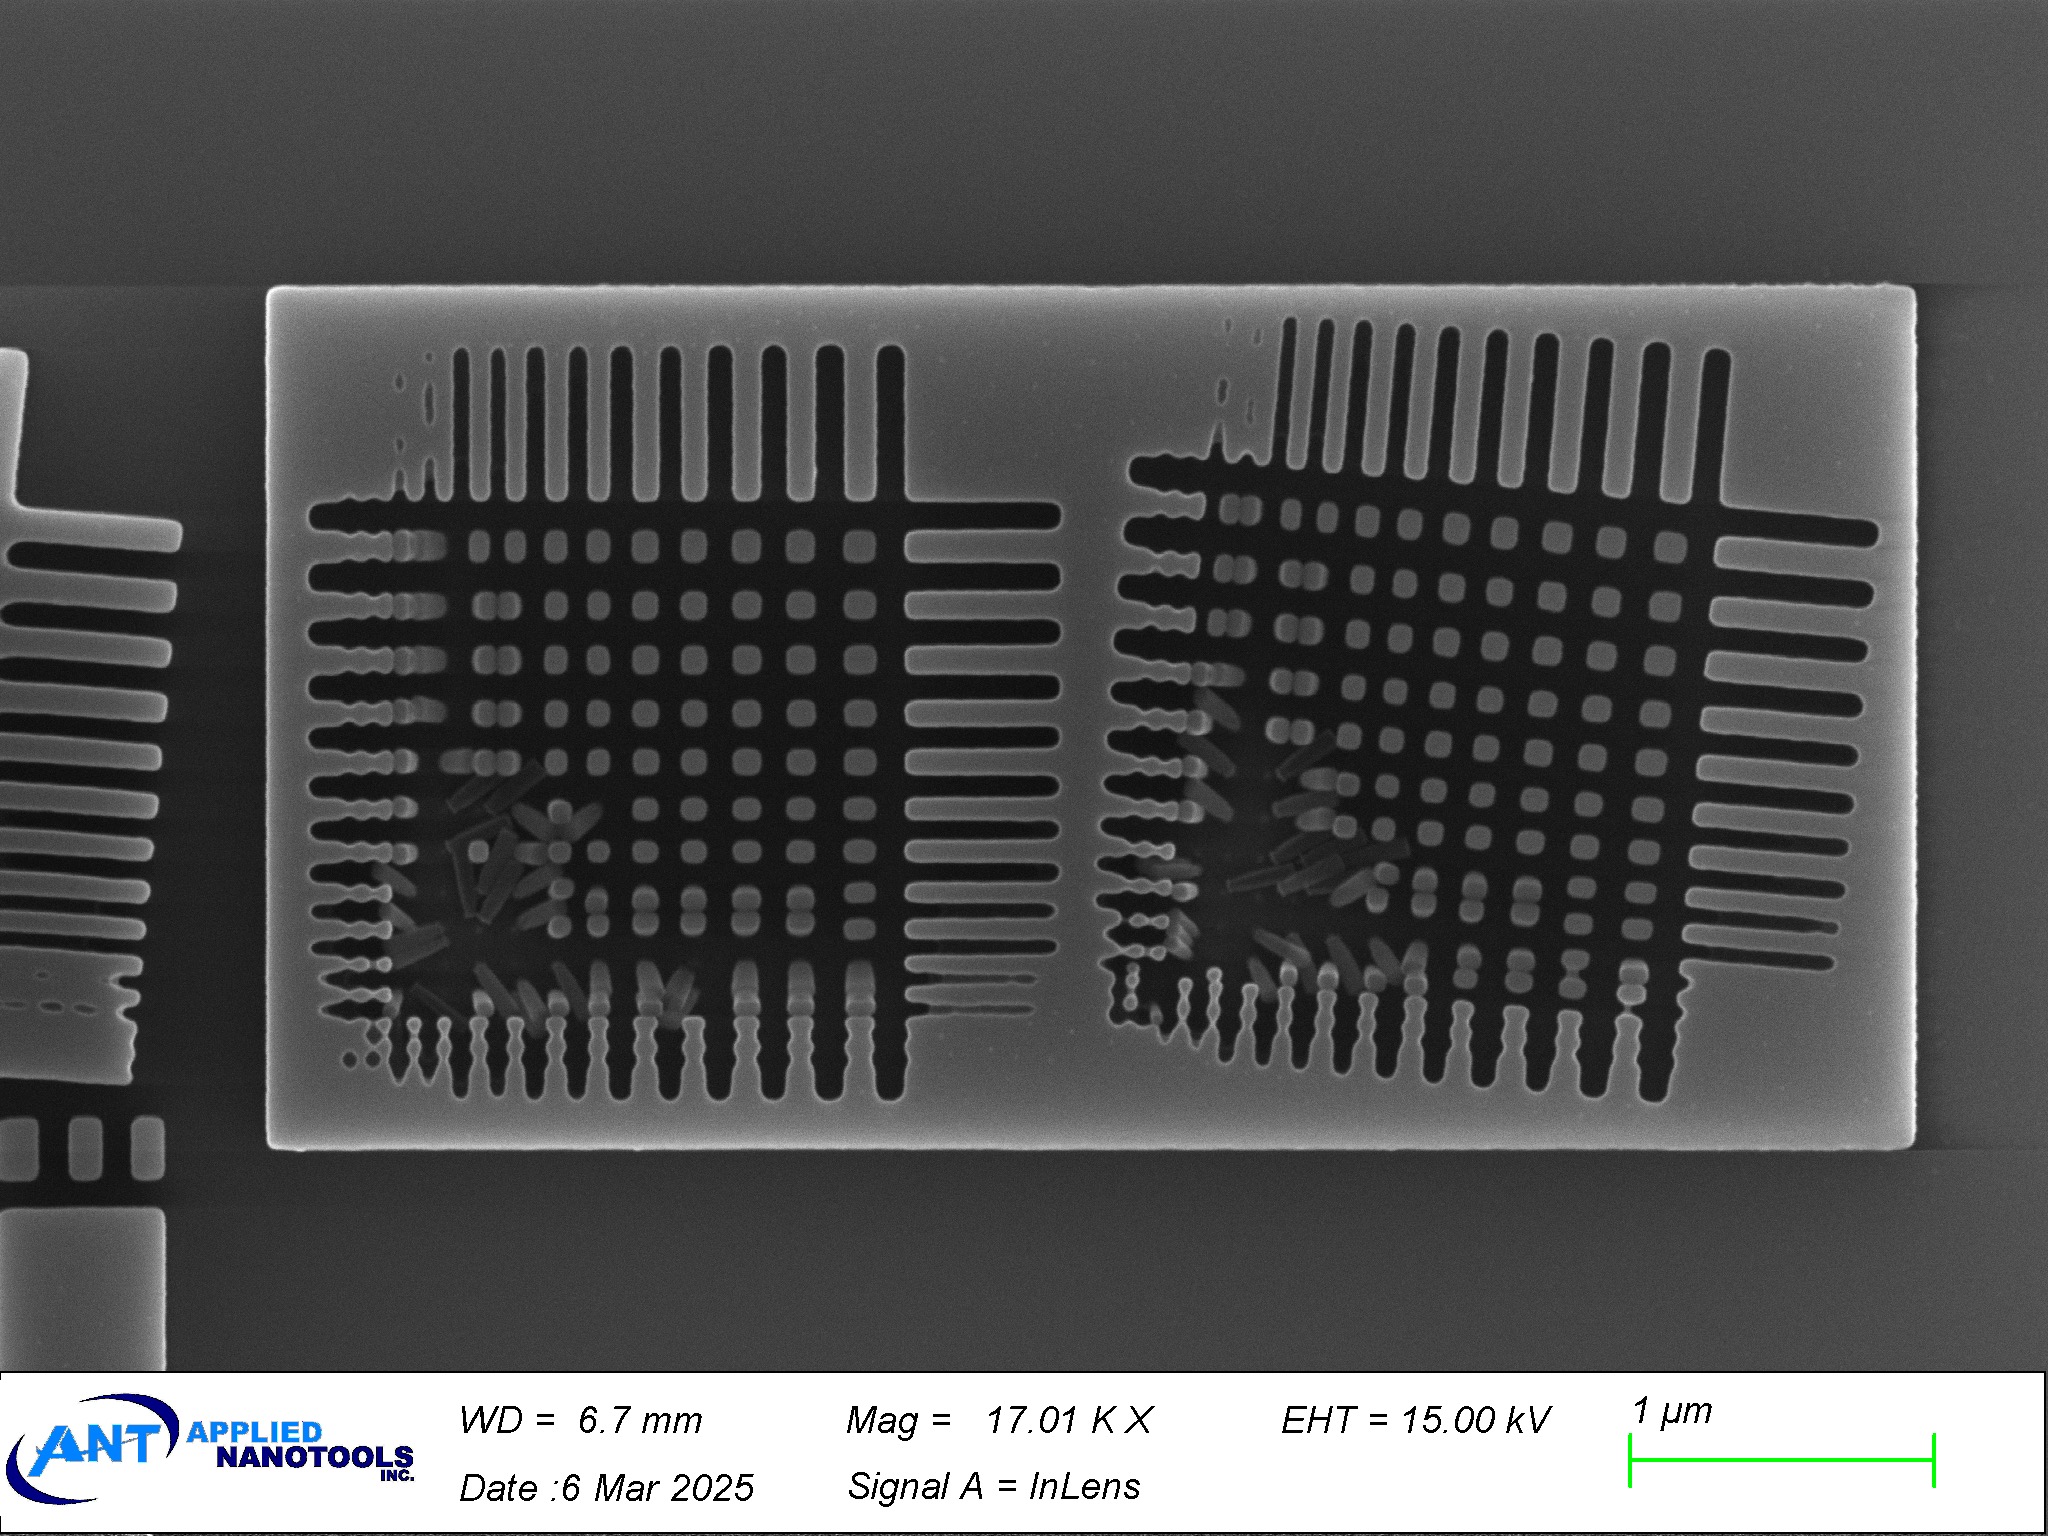 ANT APPLIED
NANOTOOLS
INC.
WD = 6.7 mm
Mag = 17.01 K X
EHT = 15.00 kV
1 µm
Date :6 Mar 2025
Signal A = InLens